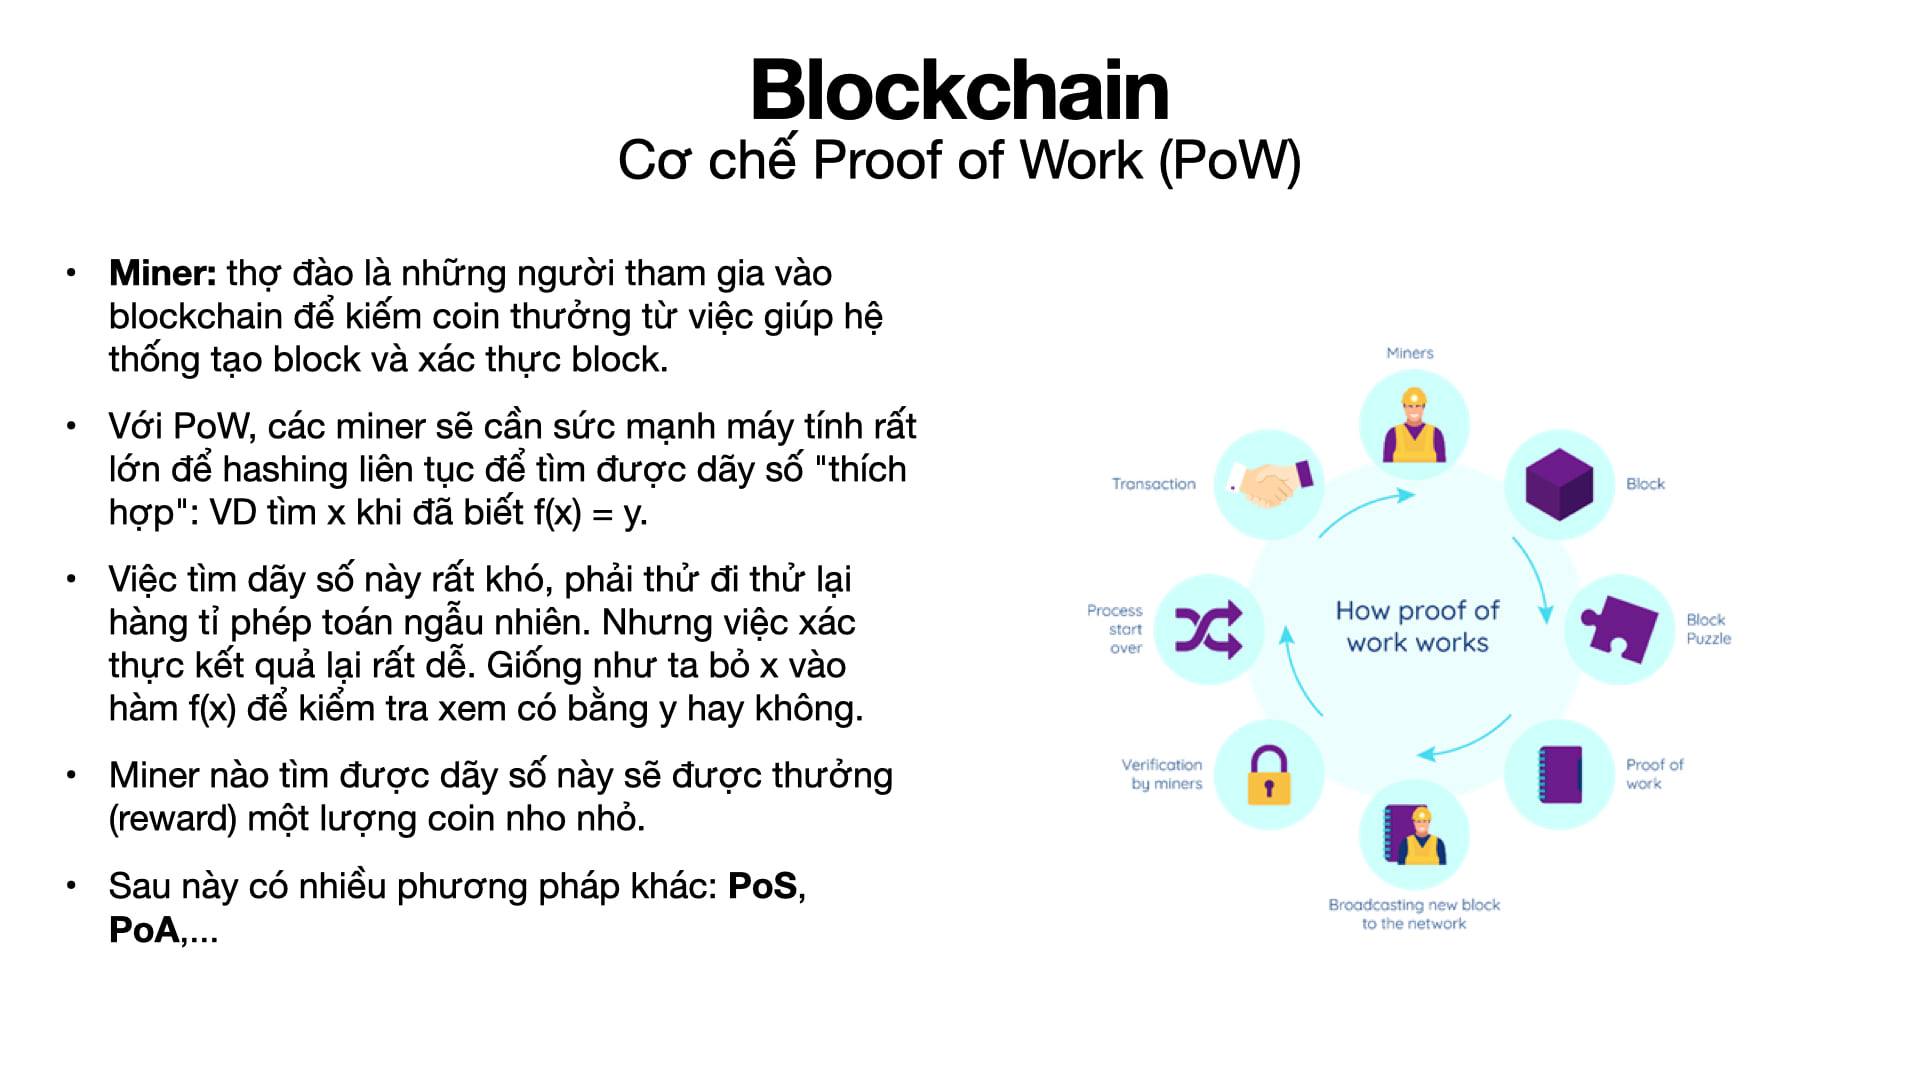 Blockchain
Cơ chế Proof of Work (PoW)
• Miner: thợ đào là những người tham gia vào
blockchain để kiếm coin thưởng từ việc giúp hệ
thống tạo block và xác thực block.
• Với PoW, các miner sẽ cần sức mạnh máy tính rất
lớn để hashing liên tục để tìm được dãy số "thích
hợp": VD tìm x khi đã biết f(x) = y.
• Việc tìm dãy số này rất khó, phải thử đi thử lại
hàng tỉ phép toán ngẫu nhiên. Nhưng việc xác
thực kết quả lại rất dễ. Giống như ta bỏ x vào
hàm f(x) để kiểm tra xem có bằng y hay không.
• Miner nào tìm được dãy số này sẽ được thưởng
(reward) một lượng coin nho nhỏ.
• Sau này có nhiều phương pháp khác: PoS,
PoA,...
Miners
Transaction
Block
Process
start
over
How proof of
work works
Block
Puzzle
Verification
by miners
Proof of
work
Broadcasting new block
to the network